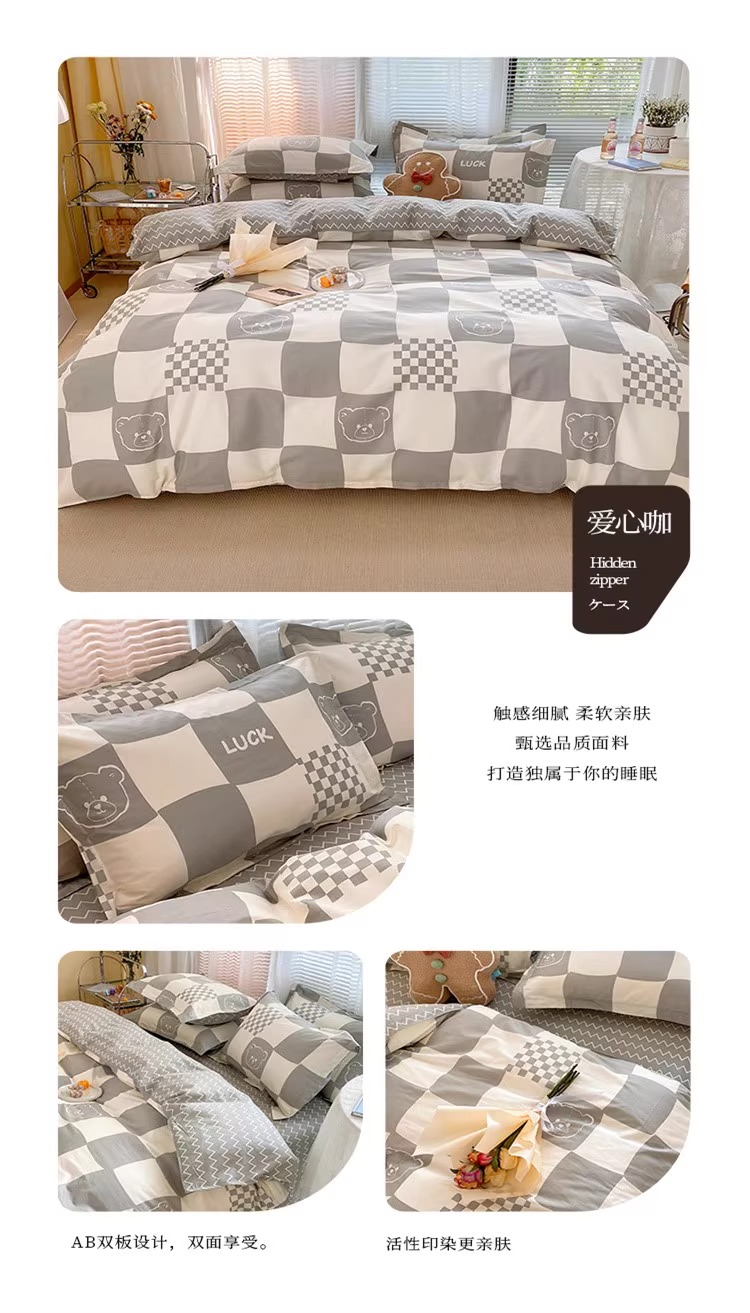 LUCK
爱心咖
Hidden
zipper
ケース
LUCK
触感细腻 柔软亲肤
甄选品质面料
打造独属于你的睡眠
AB双板设计，双面享受。
活性印染更亲肤